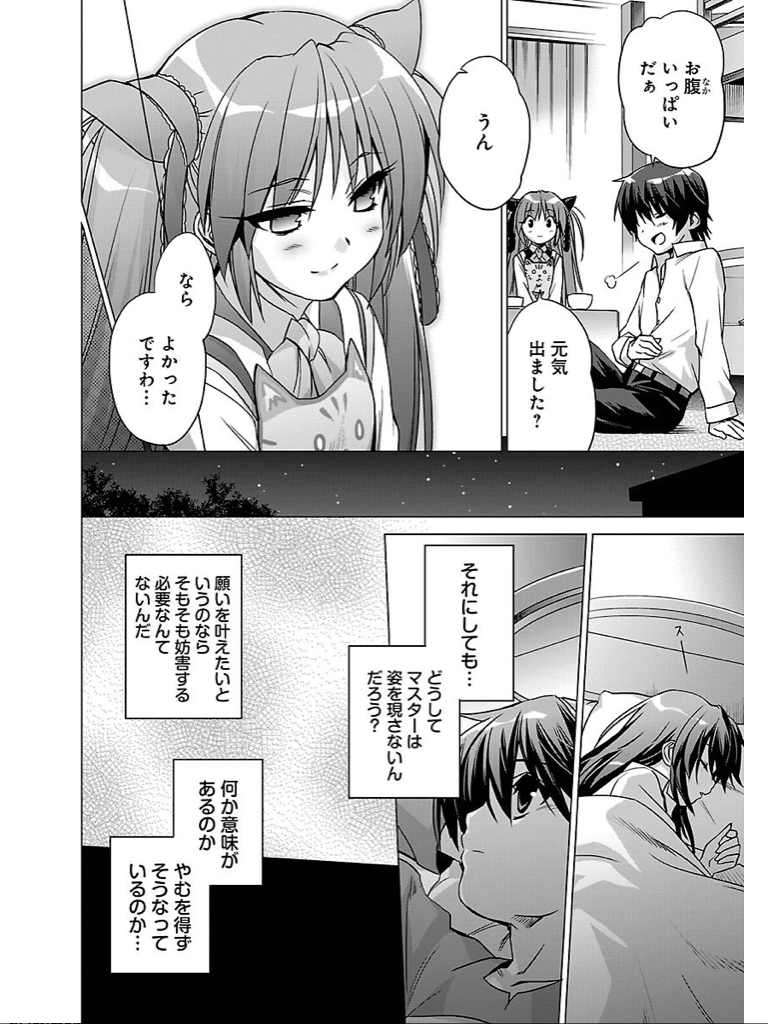 お腹
なか
いっぱい
だぁ
元気
出ました?
うん
なら
よかった
ですわ…
スー
それにしても…
どうして
マスターは
姿を現さないん
だろう?
願いを叶えたいと
いうのなら
そもそも妨害する
必要なんて
ないんだ
何か意味が
あるのか
やむを得ず
そうなって
いるのか…